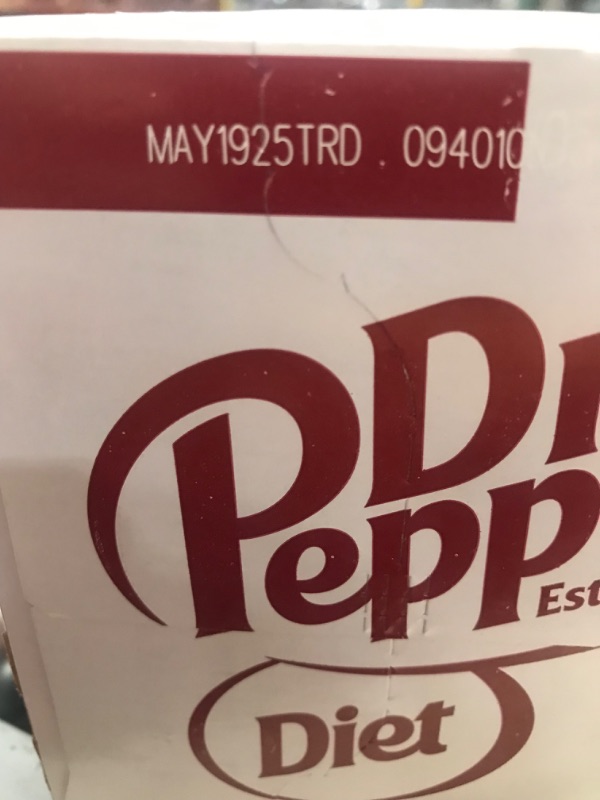 MAY1925TRD . 094010
Dr
Pepp
Est
Diet